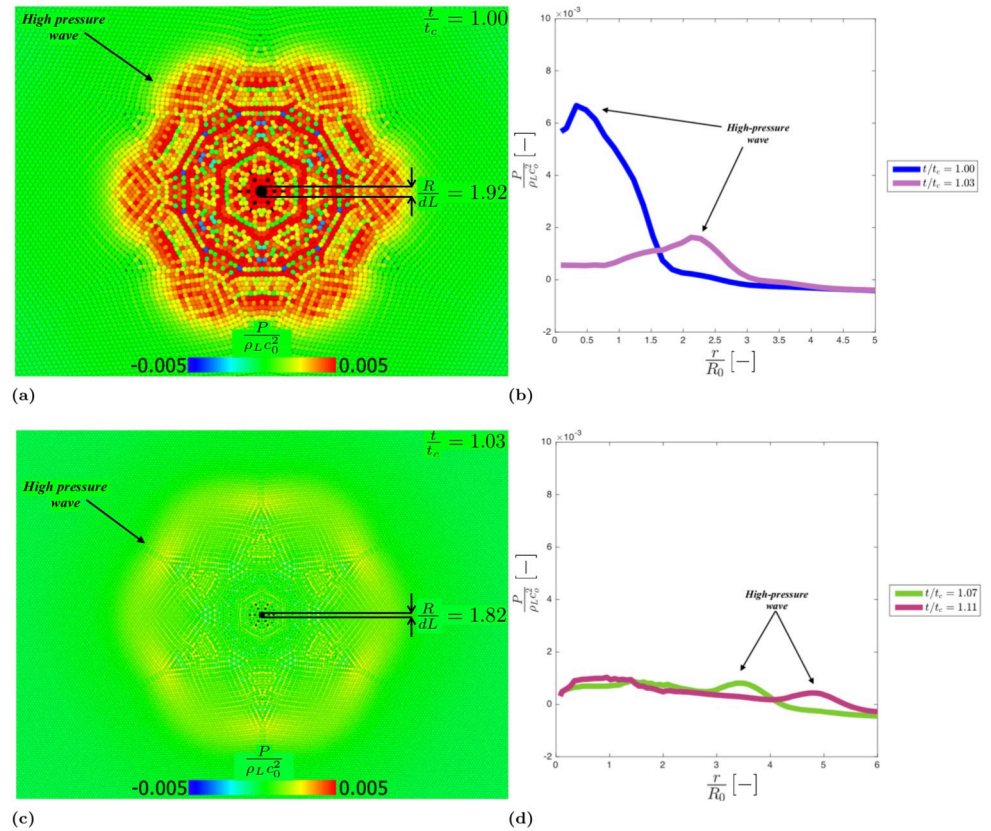 High pressure
wave
t/t_c = 1.00
R/dL = 1.92
P/ρ_L c_0^2
-0.005 0.005
(a)
×10^-3
10
8
6
4
2
0
-2
P/ρ_L c_o^2 [−]
High-pressure
wave
t/t_c = 1.00
t/t_c = 1.03
0 0.5 1 1.5 2 2.5 3 3.5 4 4.5 5
r/R_0 [−]
(b)
High pressure
wave
t/t_c = 1.03
R/dL = 1.82
P/ρ_L c_0^2
-0.005 0.005
(c)
×10^-3
10
8
6
4
2
0
-2
P/ρ_L c_o^2 [−]
High-pressure
wave
t/t_c = 1.07
t/t_c = 1.11
0 1 2 3 4 5 6
r/R_0 [−]
(d)